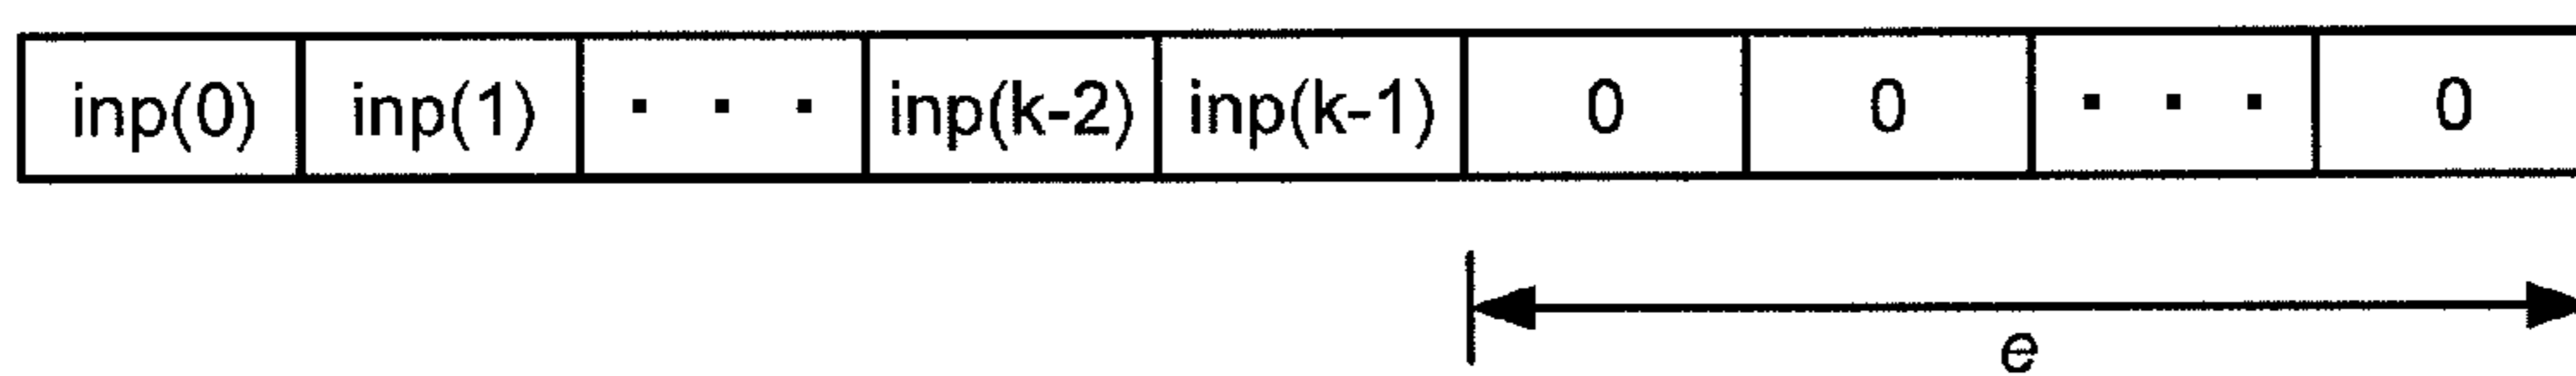 inp(0) inp(1) . . . inp(k-2) inp(k-1) 0 0 . . . 0
e